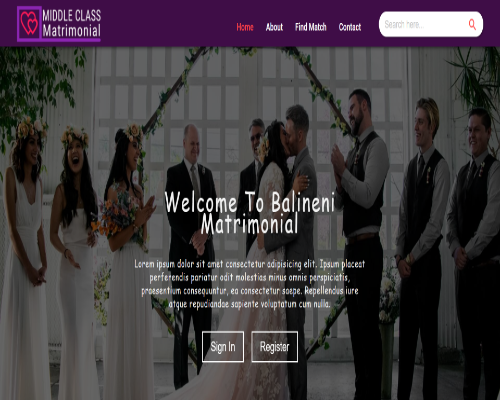 MIDDLE CLASS
Matrimonial
Home About Find Match Contact
Search here...
Welcome To Balineni
Matrimonial
Lorem ipsum dolor sit amet consectetur adipisicing elit. Ipsum placeat
perferendis pariatur odit molestias minus omnis perspiciatis,
praesentium consequuntur, ea consectetur saepe. Repellendus iure
atque repudiandae sapiente voluptatum cum nulla.
Sign In Register